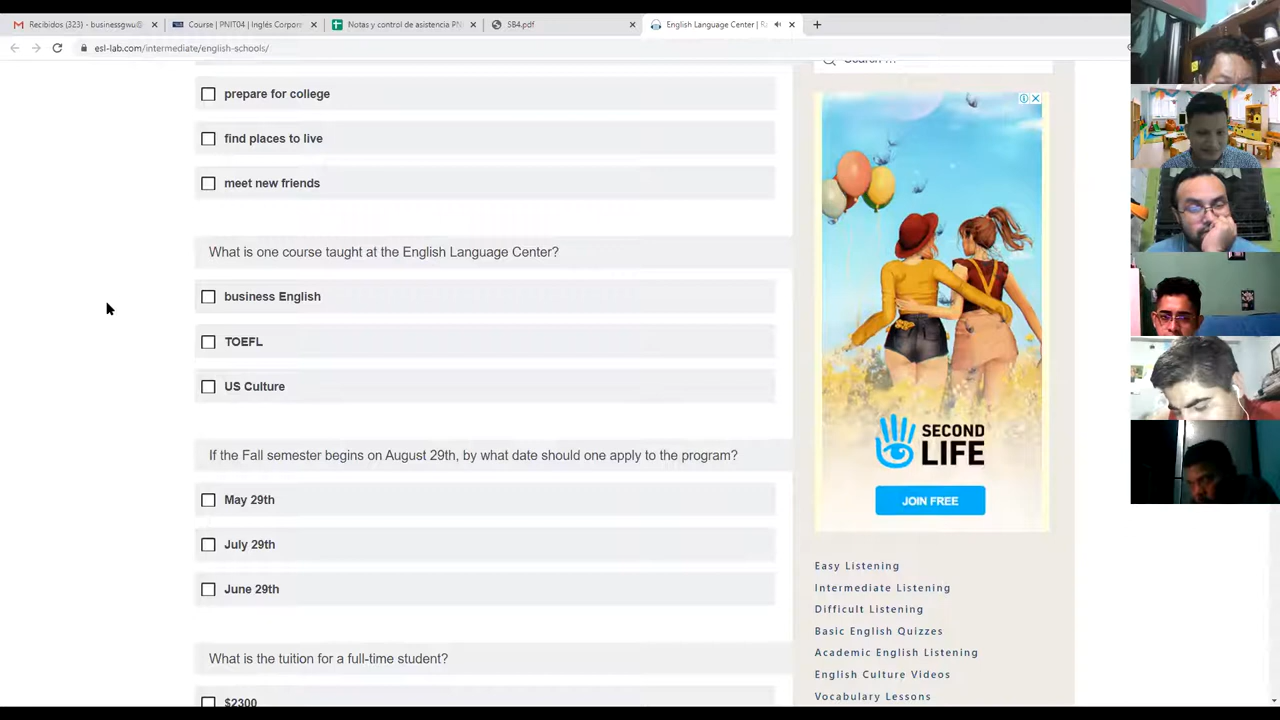 Recibidos (323) - businessgwu@
Course | PNIT04 | Inglés Corpor
Notas y control de asistencia PN
5B4.pdf
English Language Center | R
esl-lab.com/intermediate/english-schools/
prepare for college
find places to live
meet new friends
What is one course taught at the English Language Center?
business English
TOEFL
US Culture
If the Fall semester begins on August 29th, by what date should one apply to the program?
May 29th
July 29th
June 29th
What is the tuition for a full-time student?
$2300
SECOND
LIFE
JOIN FREE
Easy Listening
Intermediate Listening
Difficult Listening
Basic English Quizzes
Academic English Listening
English Culture Videos
Vocabulary Lessons